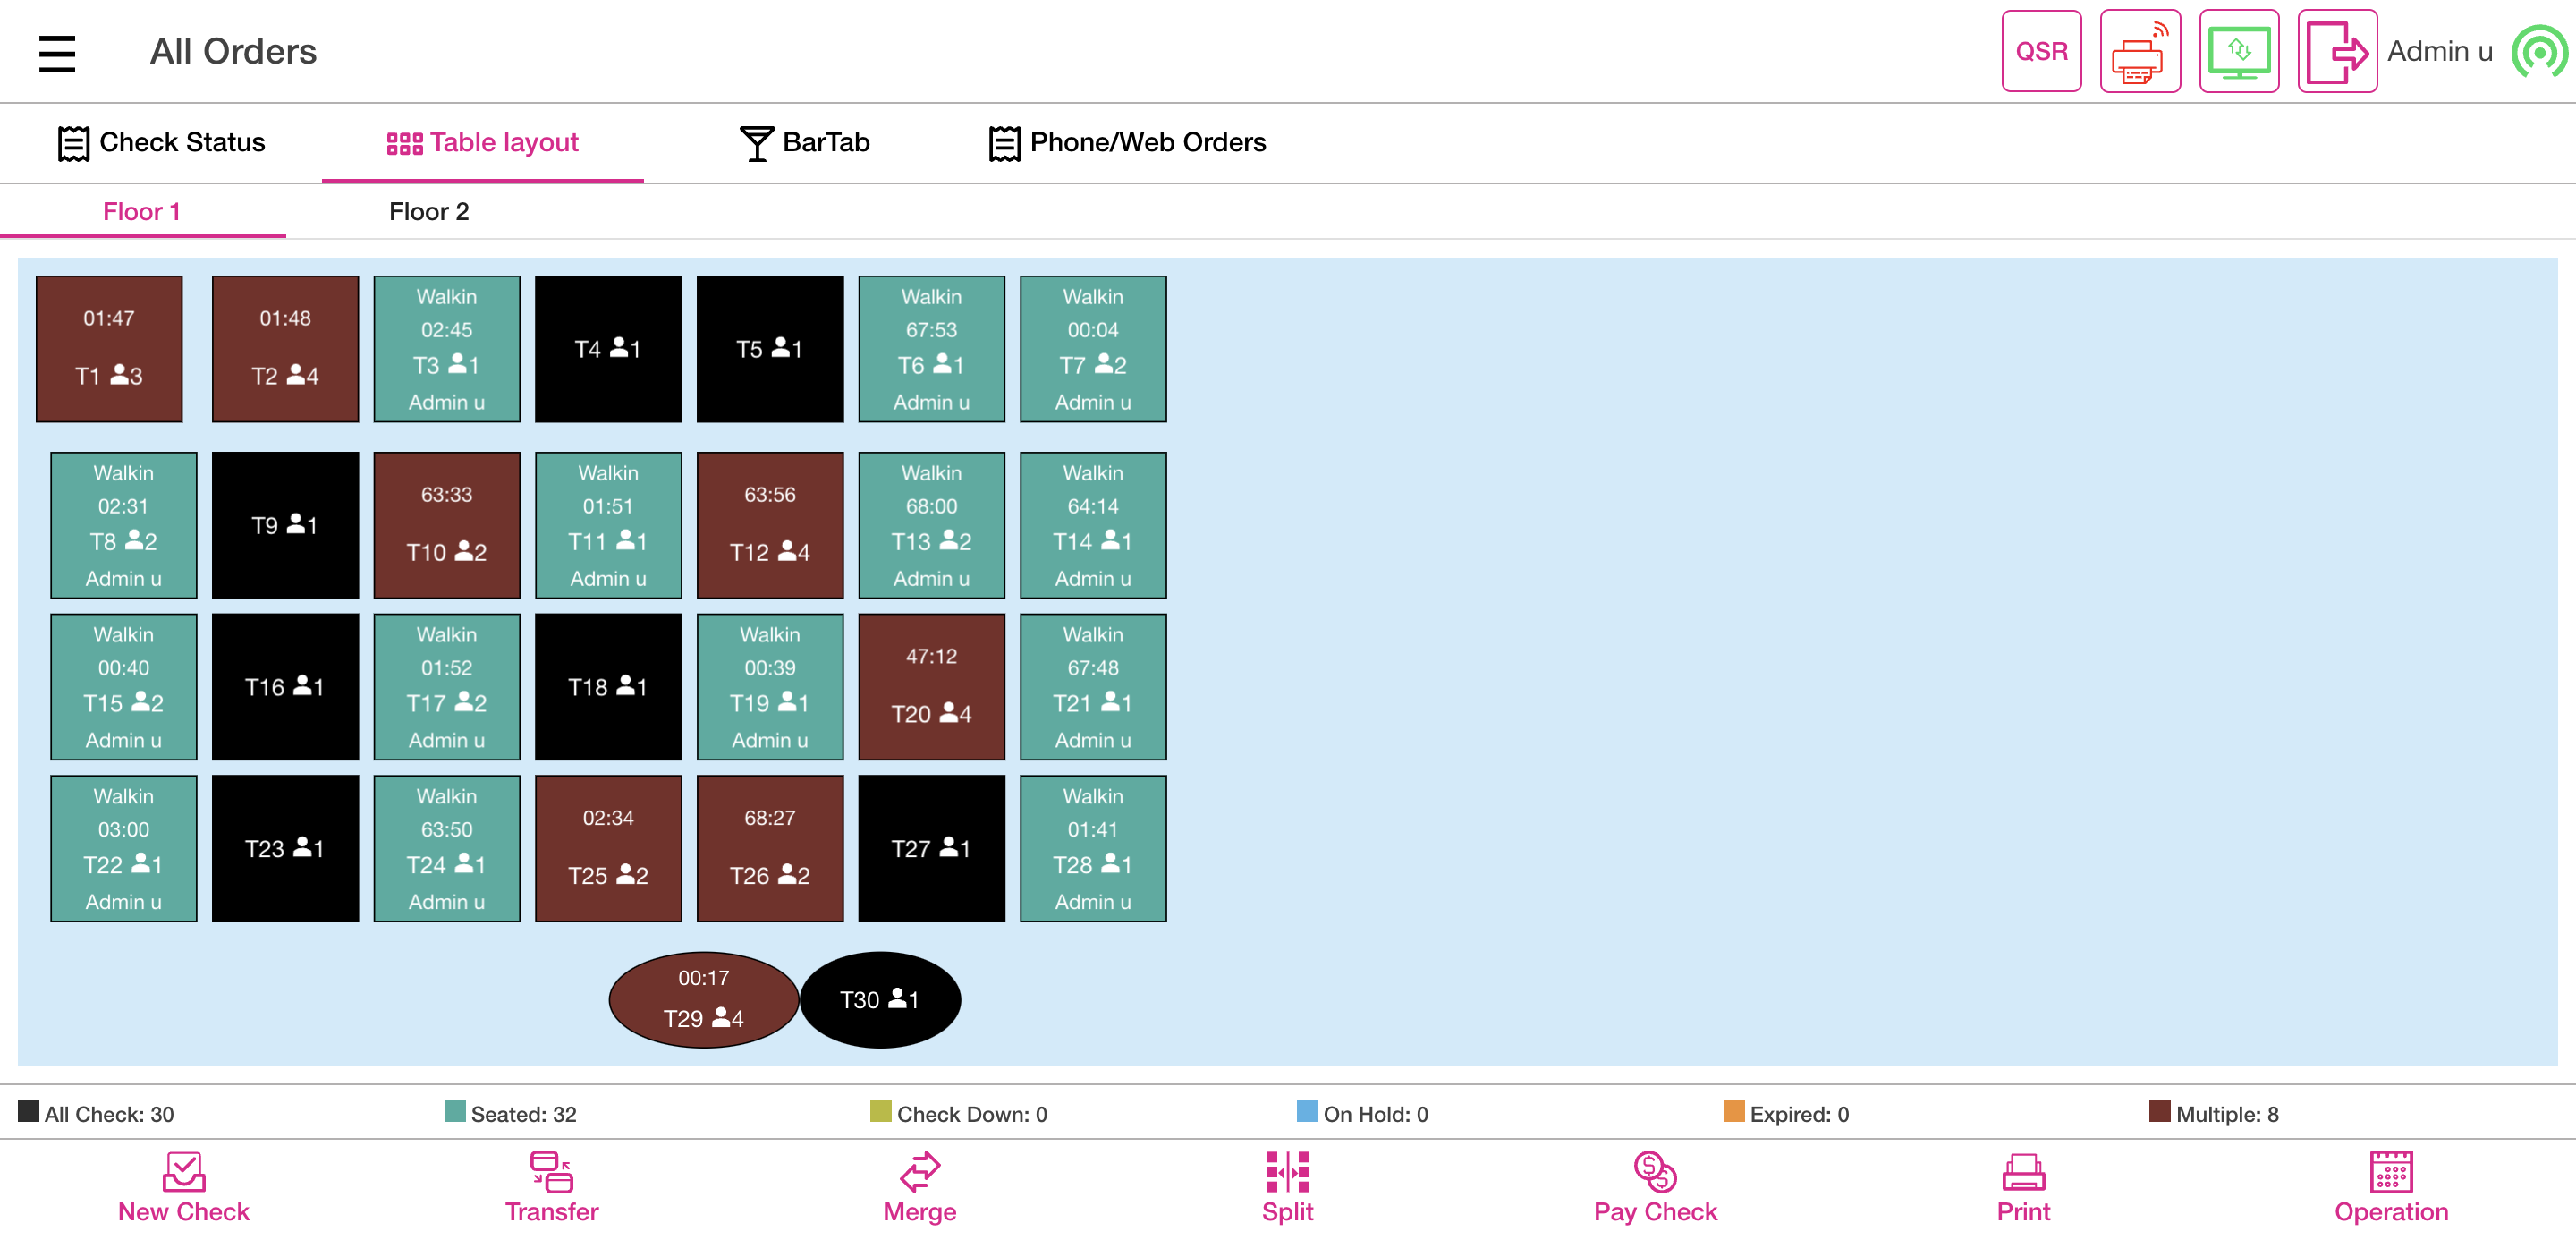 All Orders
QSR
Admin u
Check Status
Table layout
BarTab
Phone/Web Orders
Floor 1
Floor 2
01:47
T1 3
01:48
T2 4
Walkin
02:45
T3 1
Admin u
T4 1
T5 1
Walkin
67:53
T6 1
Admin u
Walkin
00:04
T7 2
Admin u
Walkin
02:31
T8 2
Admin u
T9 1
63:33
T10 2
Walkin
01:51
T11 1
Admin u
63:56
T12 4
Walkin
68:00
T13 2
Admin u
Walkin
64:14
T14 1
Admin u
Walkin
00:40
T15 2
Admin u
T16 1
Walkin
01:52
T17 2
Admin u
T18 1
Walkin
00:39
T19 1
Admin u
47:12
T20 4
Walkin
67:48
T21 1
Admin u
Walkin
03:00
T22 1
Admin u
T23 1
Walkin
63:50
T24 1
Admin u
02:34
T25 2
68:27
T26 2
T27 1
Walkin
01:41
T28 1
Admin u
00:17
T29 4
T30 1
All Check: 30
Seated: 32
Check Down: 0
On Hold: 0
Expired: 0
Multiple: 8
New Check
Transfer
Merge
Split
Pay Check
Print
Operation